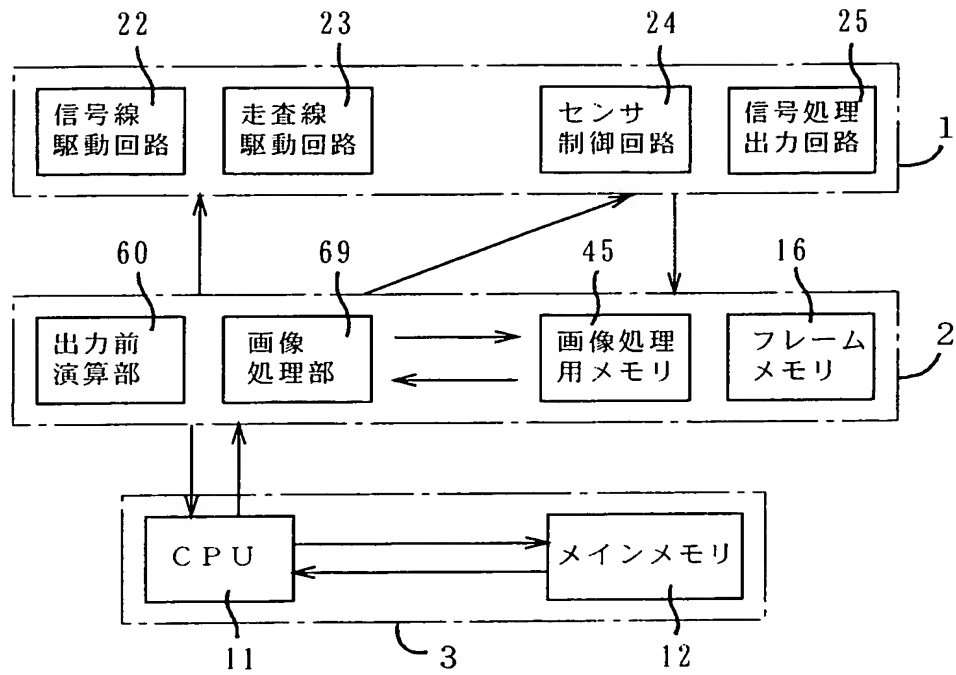 22
23
24
25
信号線
駆動回路
走査線
駆動回路
センサ
制御回路
信号処理
出力回路
1
60
69
45
16
出力前
演算部
画像
処理部
画像処理
用メモリ
フレーム
メモリ
2
CPU
メインメモリ
11
3
12